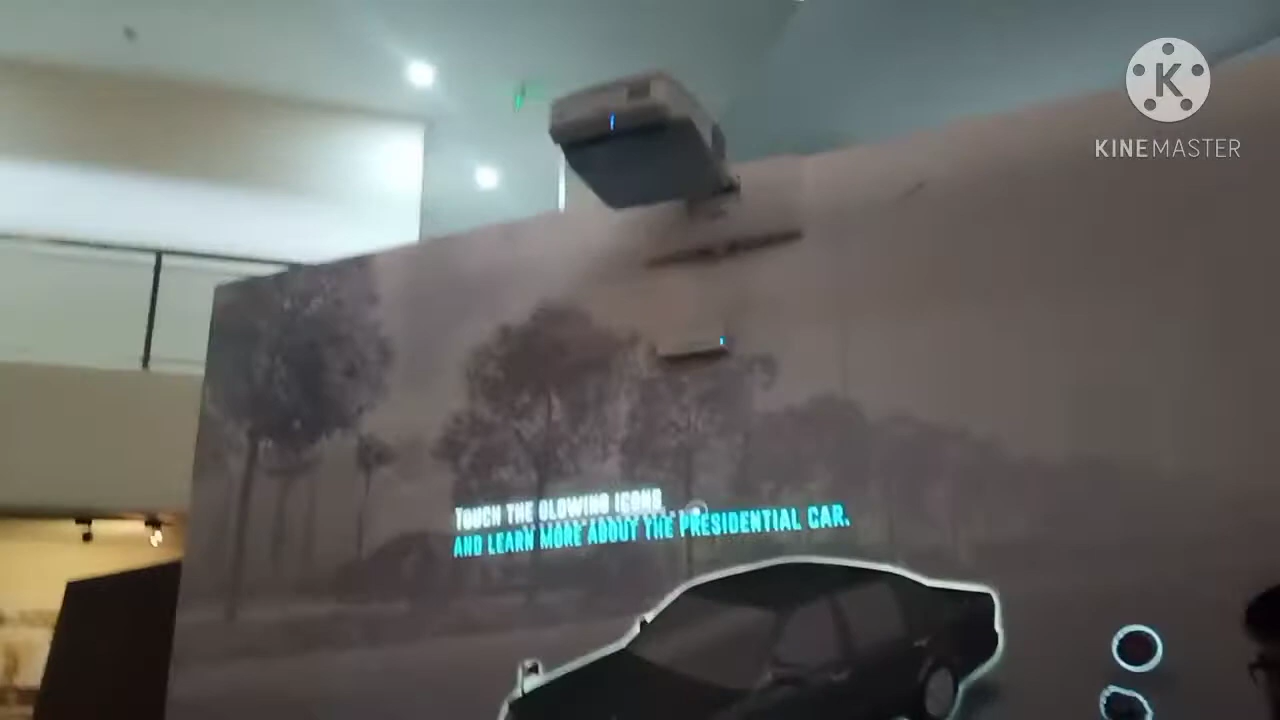 K
KINEMASTER
TOUCH THE GLOWING ICONS
AND LEARN MORE ABOUT THE PRESIDENTIAL CAR.